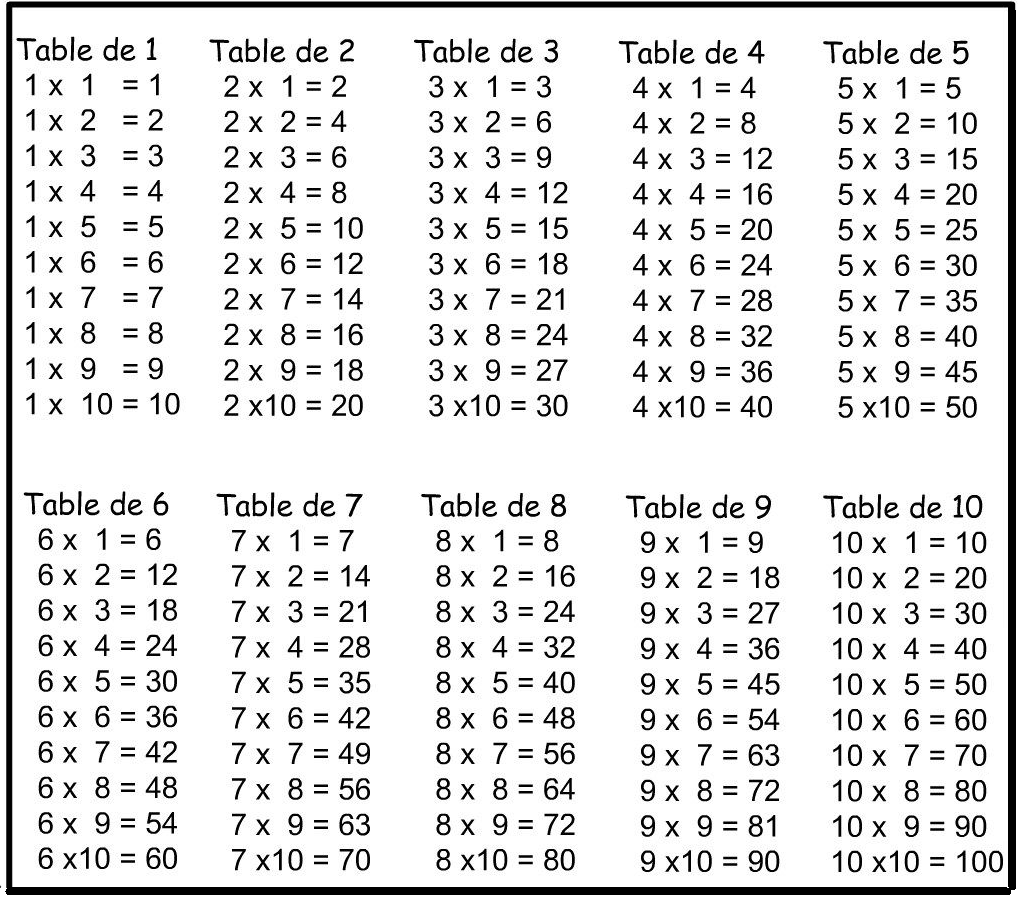 Table de 1
1 x 1 = 1
1 x 2 = 2
1 x 3 = 3
1 x 4 = 4
1 x 5 = 5
1 x 6 = 6
1 x 7 = 7
1 x 8 = 8
1 x 9 = 9
1 x 10 = 10
Table de 2
2 x 1 = 2
2 x 2 = 4
2 x 3 = 6
2 x 4 = 8
2 x 5 = 10
2 x 6 = 12
2 x 7 = 14
2 x 8 = 16
2 x 9 = 18
2 x10 = 20
Table de 3
3 x 1 = 3
3 x 2 = 6
3 x 3 = 9
3 x 4 = 12
3 x 5 = 15
3 x 6 = 18
3 x 7 = 21
3 x 8 = 24
3 x 9 = 27
3 x10 = 30
Table de 4
4 x 1 = 4
4 x 2 = 8
4 x 3 = 12
4 x 4 = 16
4 x 5 = 20
4 x 6 = 24
4 x 7 = 28
4 x 8 = 32
4 x 9 = 36
4 x10 = 40
Table de 5
5 x 1 = 5
5 x 2 = 10
5 x 3 = 15
5 x 4 = 20
5 x 5 = 25
5 x 6 = 30
5 x 7 = 35
5 x 8 = 40
5 x 9 = 45
5 x10 = 50
Table de 6
6 x 1 = 6
6 x 2 = 12
6 x 3 = 18
6 x 4 = 24
6 x 5 = 30
6 x 6 = 36
6 x 7 = 42
6 x 8 = 48
6 x 9 = 54
6 x10 = 60
Table de 7
7 x 1 = 7
7 x 2 = 14
7 x 3 = 21
7 x 4 = 28
7 x 5 = 35
7 x 6 = 42
7 x 7 = 49
7 x 8 = 56
7 x 9 = 63
7 x10 = 70
Table de 8
8 x 1 = 8
8 x 2 = 16
8 x 3 = 24
8 x 4 = 32
8 x 5 = 40
8 x 6 = 48
8 x 7 = 56
8 x 8 = 64
8 x 9 = 72
8 x10 = 80
Table de 9
9 x 1 = 9
9 x 2 = 18
9 x 3 = 27
9 x 4 = 36
9 x 5 = 45
9 x 6 = 54
9 x 7 = 63
9 x 8 = 72
9 x 9 = 81
9 x10 = 90
Table de 10
10 x 1 = 10
10 x 2 = 20
10 x 3 = 30
10 x 4 = 40
10 x 5 = 50
10 x 6 = 60
10 x 7 = 70
10 x 8 = 80
10 x 9 = 90
10 x10 = 100